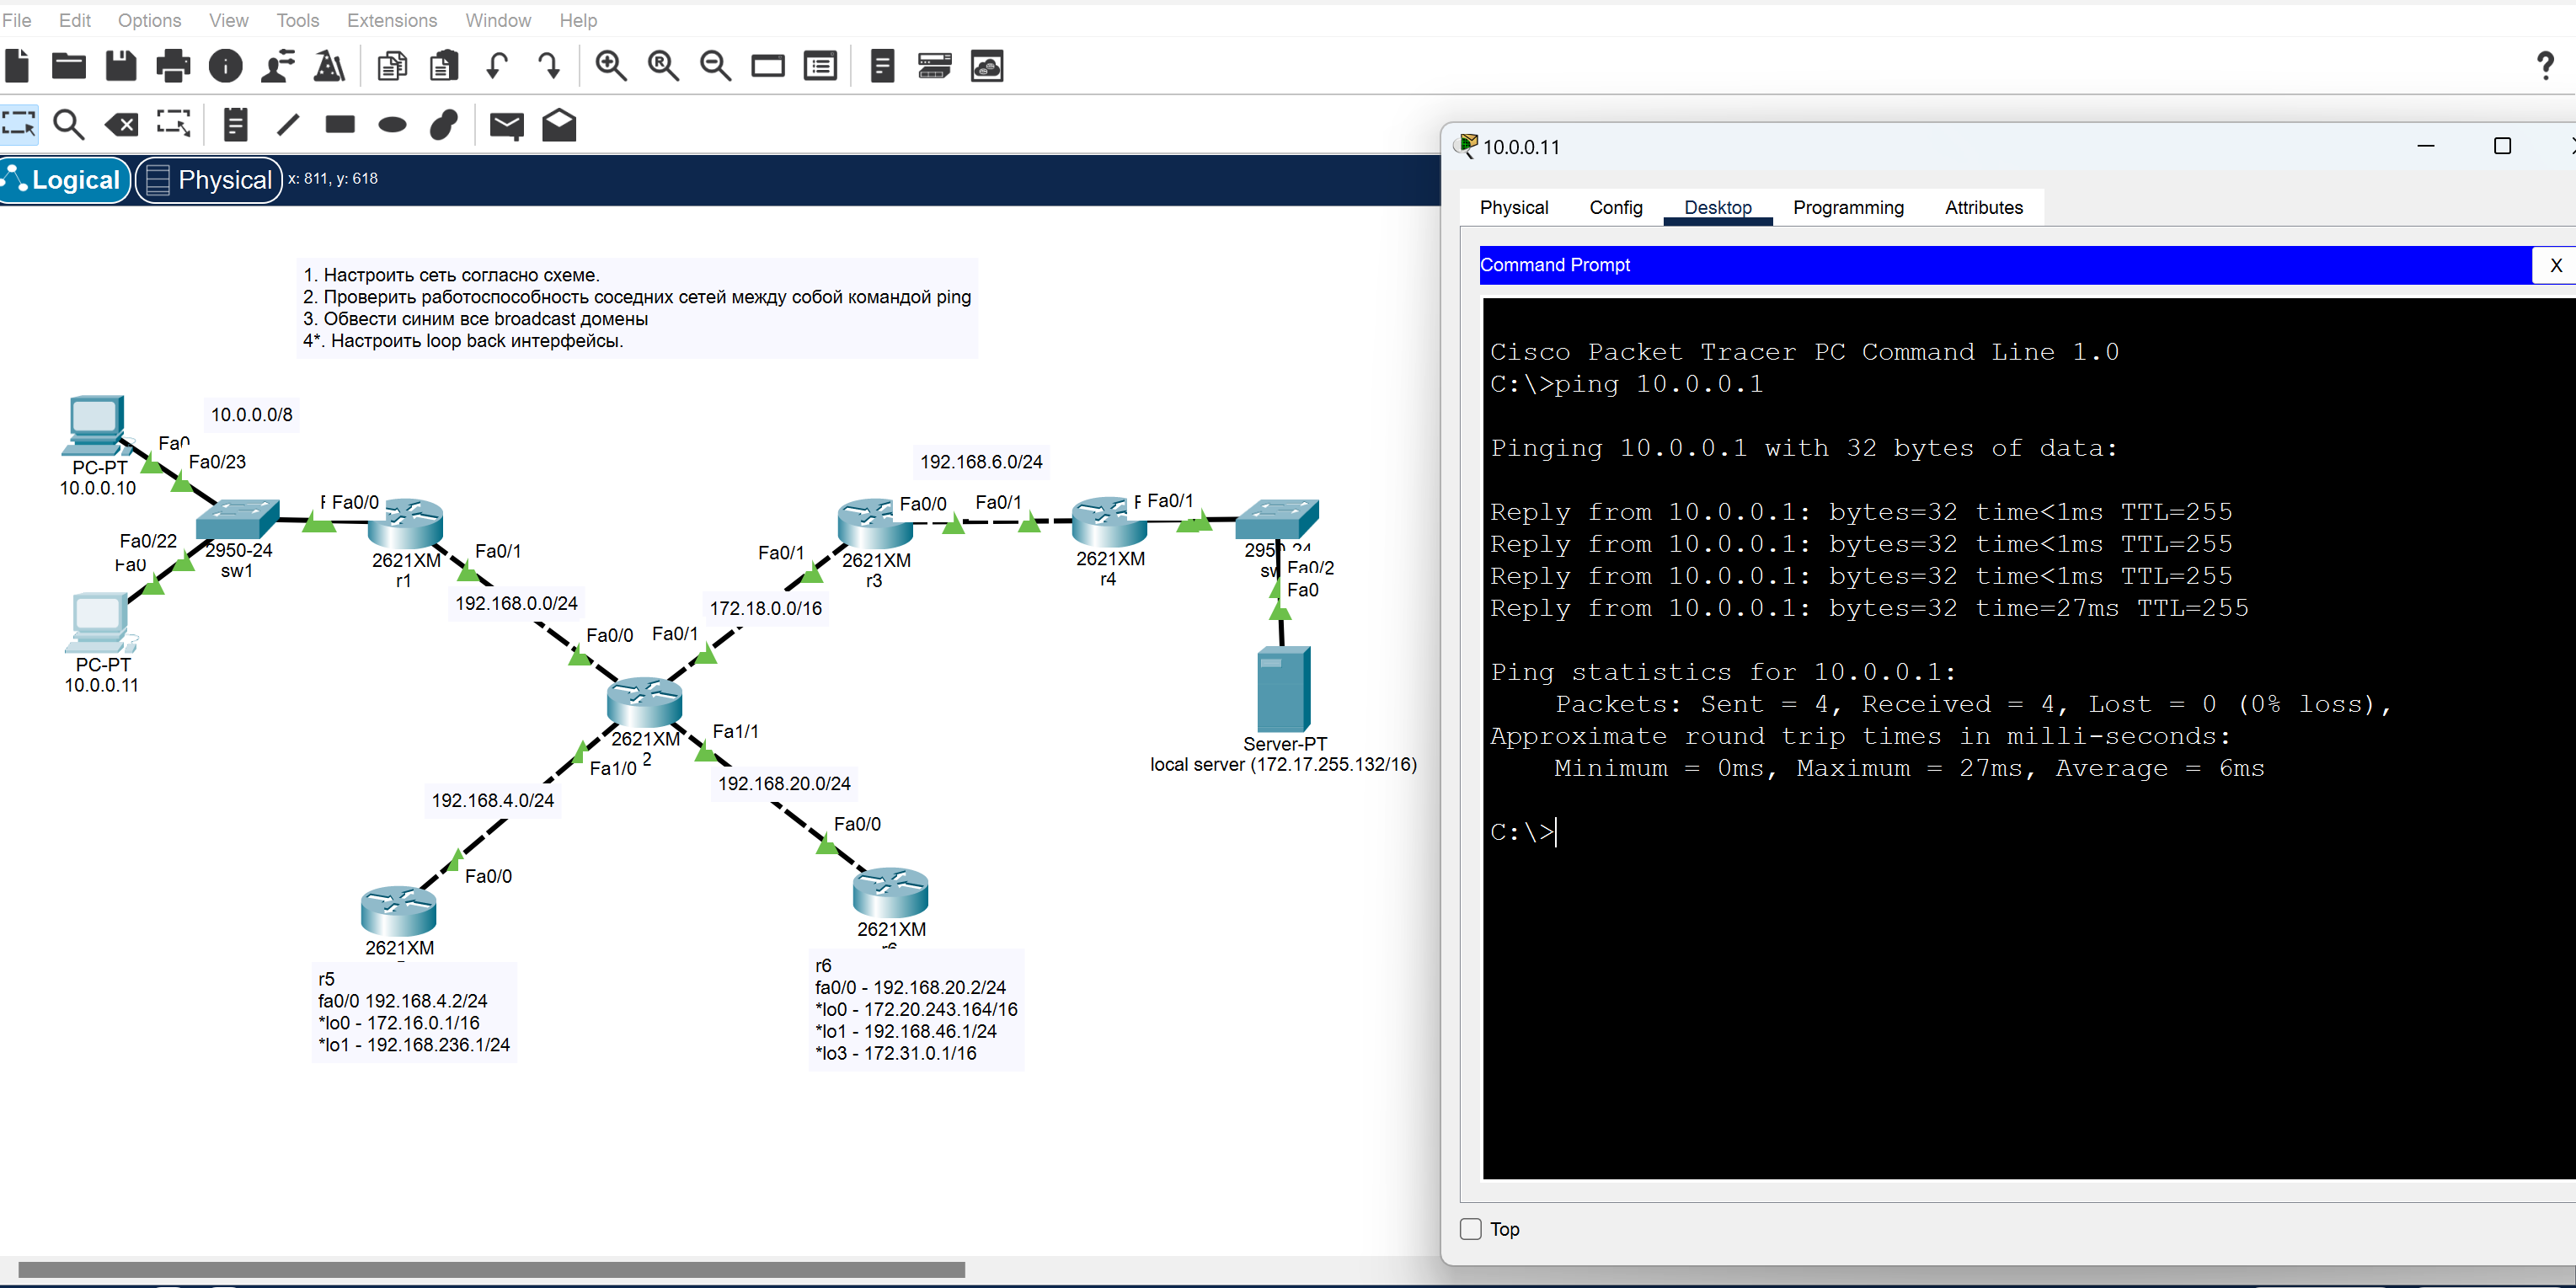 File Edit Options View Tools Extensions Window Help
Logical Physical x: 811, y: 618
1. Настроить сеть согласно схеме.
2. Проверить работоспособность соседних сетей между собой командой ping
3. Обвести синим все broadcast домены
4*. Настроить loop back интерфейсы.
10.0.0.0/8
Fa0
Fa0/23
PC-PT
10.0.0.10
Fa0/0
Fa0/22
Fa0
2950-24
sw1
PC-PT
10.0.0.11
2621XM
r1
Fa0/1
192.168.0.0/24
Fa0/0
Fa0/1
172.18.0.0/16
Fa0/1
2621XM
r3
Fa0/0
192.168.6.0/24
Fa0/1
2621XM
r4
Fa0/1
2950-24
Fa0/2
Fa0
Server-PT
local server (172.17.255.132/16)
2621XM
Fa1/0
Fa1/1
192.168.4.0/24
192.168.20.0/24
Fa0/0
Fa0/0
2621XM
r5
fa0/0 192.168.4.2/24
*lo0 - 172.16.0.1/16
*lo1 - 192.168.236.1/24
2621XM
r6
r6
fa0/0 - 192.168.20.2/24
*lo0 - 172.20.243.164/16
*lo1 - 192.168.46.1/24
*lo3 - 172.31.0.1/16
10.0.0.11
Physical Config Desktop Programming Attributes
Command Prompt X
Cisco Packet Tracer PC Command Line 1.0
C:\>ping 10.0.0.1
Pinging 10.0.0.1 with 32 bytes of data:
Reply from 10.0.0.1: bytes=32 time<1ms TTL=255
Reply from 10.0.0.1: bytes=32 time<1ms TTL=255
Reply from 10.0.0.1: bytes=32 time<1ms TTL=255
Reply from 10.0.0.1: bytes=32 time=27ms TTL=255
Ping statistics for 10.0.0.1:
Packets: Sent = 4, Received = 4, Lost = 0 (0% loss),
Approximate round trip times in milli-seconds:
Minimum = 0ms, Maximum = 27ms, Average = 6ms
C:\>
Top